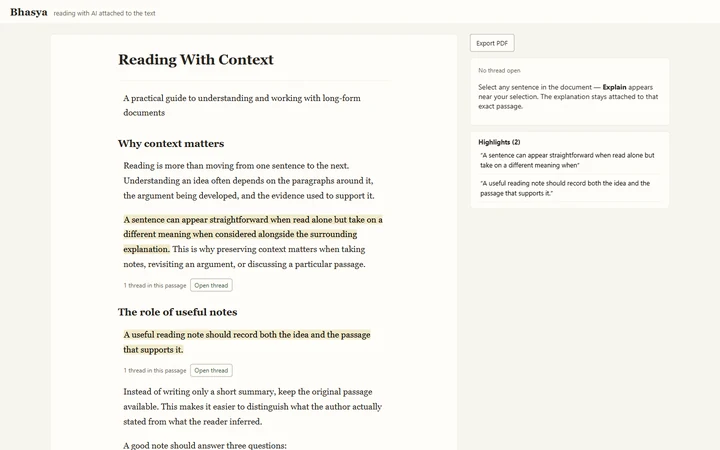 Bhasya reading with AI attached to the text
Reading With Context
A practical guide to understanding and working with long-form
documents
Why context matters
Reading is more than moving from one sentence to the next.
Understanding an idea often depends on the paragraphs around it,
the argument being developed, and the evidence used to support it.
A sentence can appear straightforward when read alone but take on a
different meaning when considered alongside the surrounding
explanation. This is why preserving context matters when taking
notes, revisiting an argument, or discussing a particular passage.
1 thread in this passage Open thread
The role of useful notes
A useful reading note should record both the idea and the passage
that supports it.
1 thread in this passage Open thread
Instead of writing only a short summary, keep the original passage
available. This makes it easier to distinguish what the author actually
stated from what the reader inferred.
A good note should answer three questions:
Export PDF
No thread open
Select any sentence in the document — Explain appears
near your selection. The explanation stays attached to that
exact passage.
Highlights (2)
"A sentence can appear straightforward when read alone but
take on a different meaning when"
"A useful reading note should record both the idea and the
passage that supports it."